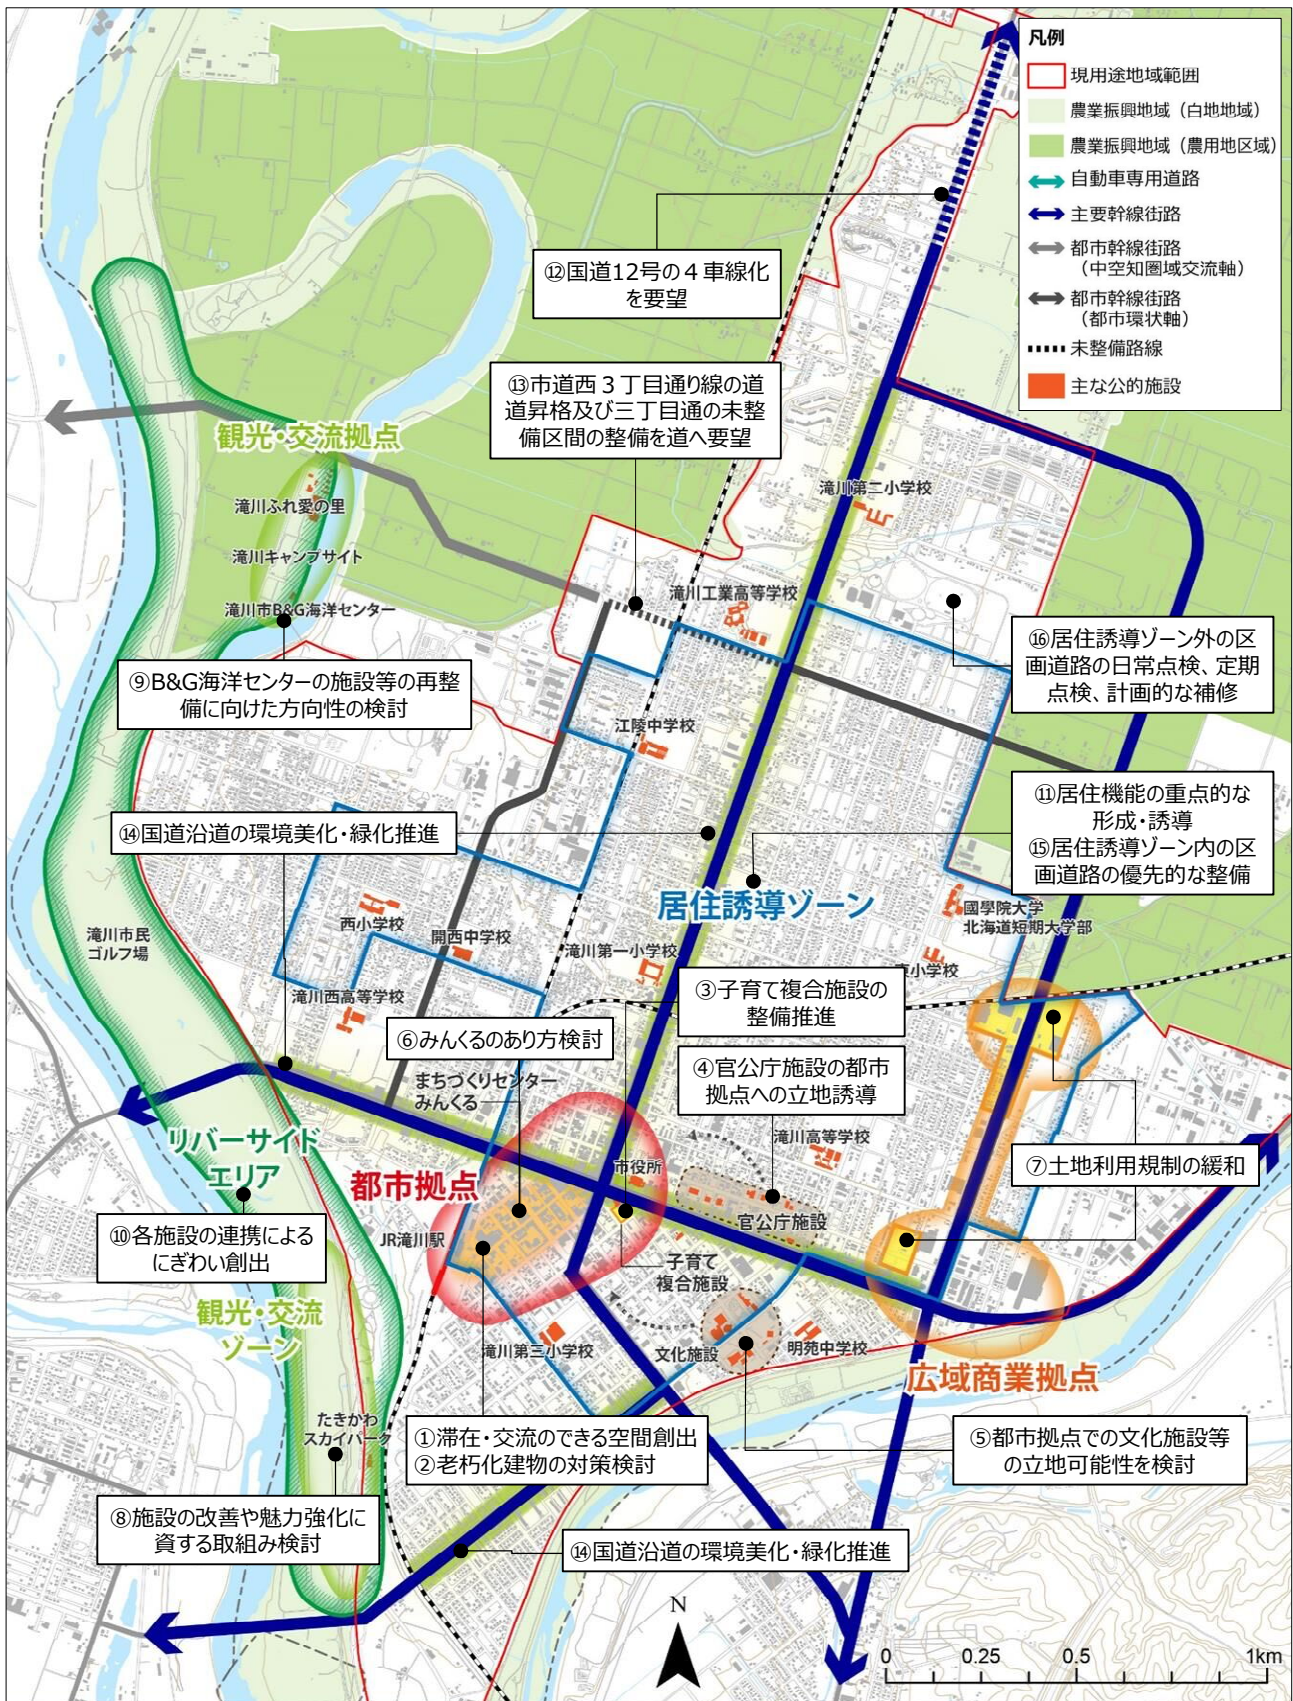 凡例
現用途地域範囲
農業振興地域（白地地域）
農業振興地域（農用地区域）
自動車専用道路
主要幹線街路
都市幹線街路
（中空知圏域交流軸）
都市幹線街路
（都市環状軸）
未整備路線
主な公的施設
⑫国道12号の４車線化
を要望
⑬市道西３丁目通り線の道
道昇格及び三丁目通の未整
備区間の整備を道へ要望
観光・交流拠点
滝川ふれ愛の里
滝川キャンプサイト
滝川市B&G海洋センター
滝川第二小学校
滝川工業高等学校
⑯居住誘導ゾーン外の区
画道路の日常点検、定期
点検、計画的な補修
⑨B&G海洋センターの施設等の再整
備に向けた方向性の検討
江陵中学校
⑪居住機能の重点的な
形成・誘導
⑮居住誘導ゾーン内の区
画道路の優先的な整備
⑭国道沿道の環境美化・緑化推進
居住誘導ゾーン
國學院大学
北海道短期大学部
西小学校
開西中学校
滝川第一小学校
東小学校
滝川市民
ゴルフ場
滝川西高等学校
③子育て複合施設の
整備推進
⑥みんくるのあり方検討
④官公庁施設の都市
拠点への立地誘導
まちづくりセンター
みんくる
滝川高等学校
リバーサイド
エリア
都市拠点
市役所
⑦土地利用規制の緩和
⑩各施設の連携による
にぎわい創出
JR滝川駅
官公庁施設
子育て
複合施設
観光・交流
ゾーン
滝川第三小学校
文化施設
明苑中学校
広域商業拠点
たきかわ
スカイパーク
①滞在・交流のできる空間創出
②老朽化建物の対策検討
⑤都市拠点での文化施設等
の立地可能性を検討
⑧施設の改善や魅力強化に
資する取組み検討
⑭国道沿道の環境美化・緑化推進
N
0 0.25 0.5 1km